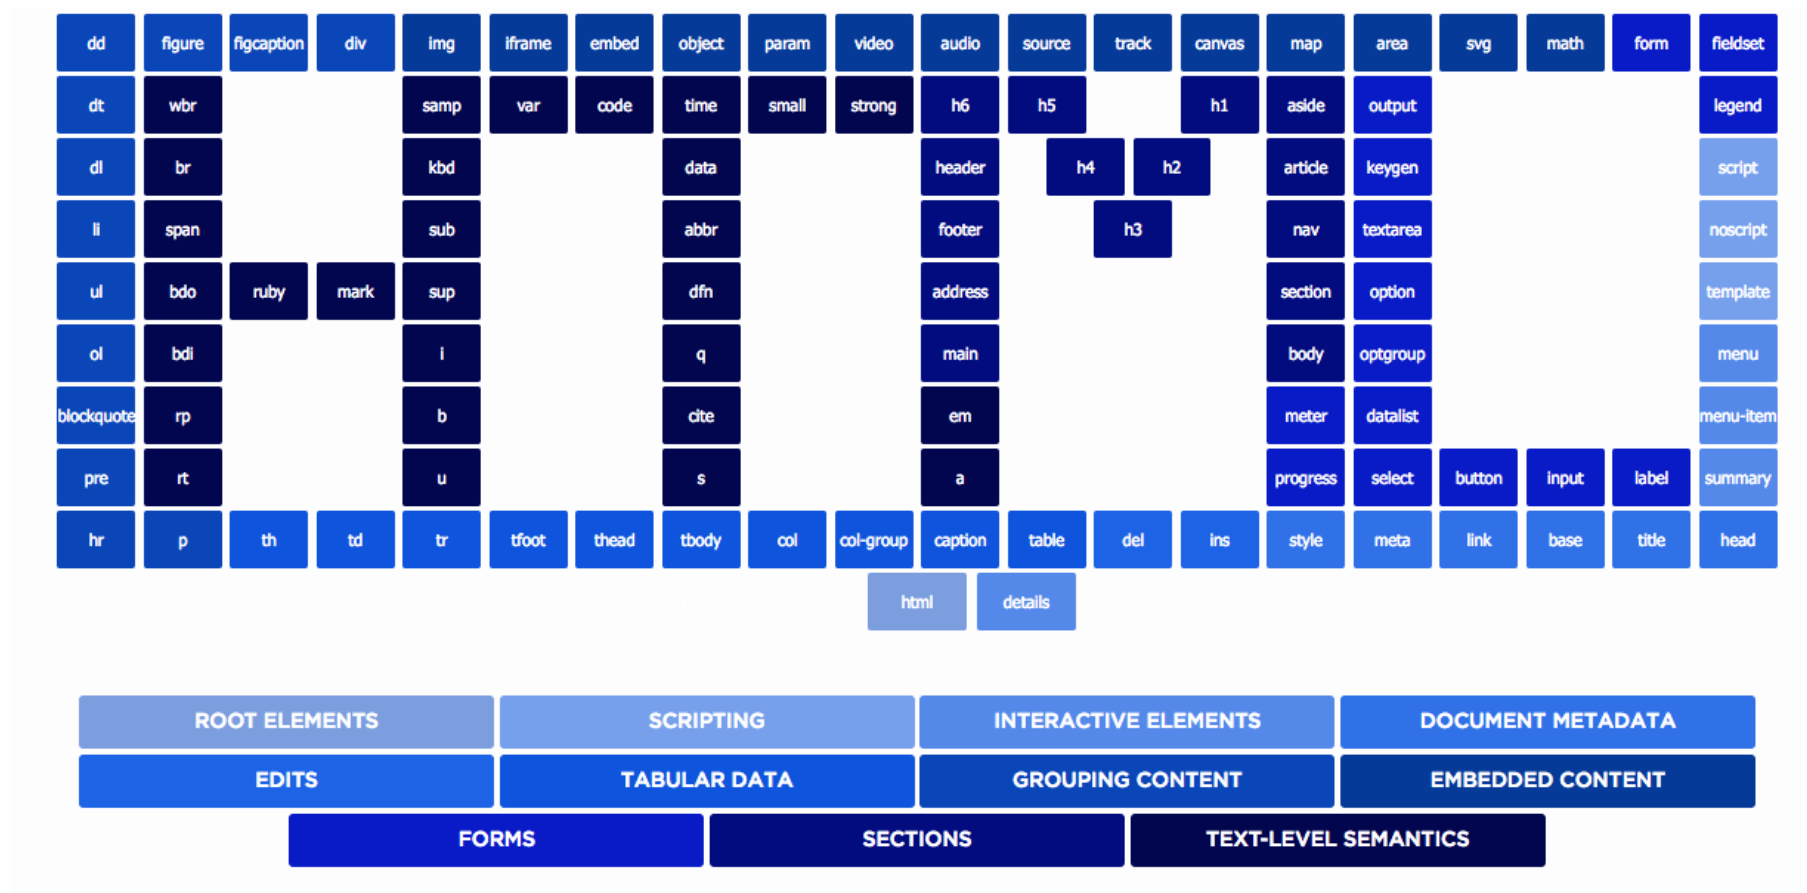 dd figure figcaption div img iframe embed object param video audio source track canvas map area svg math form fieldset
dt wbr samp var code time small strong h6 h5 h1 aside output legend
dl br kbd data header h4 h2 article keygen script
li span sub abbr footer h3 nav textarea noscript
ul bdo ruby mark sup dfn address section option template
ol bdi i q main body optgroup menu
blockquote rp b cite em meter datalist menu-item
pre rt u s a progress select button input label summary
hr p th td tr tfoot thead tbody col col-group caption table del ins style meta link base title head
html details
ROOT ELEMENTS SCRIPTING INTERACTIVE ELEMENTS DOCUMENT METADATA
EDITS TABULAR DATA GROUPING CONTENT EMBEDDED CONTENT
FORMS SECTIONS TEXT-LEVEL SEMANTICS